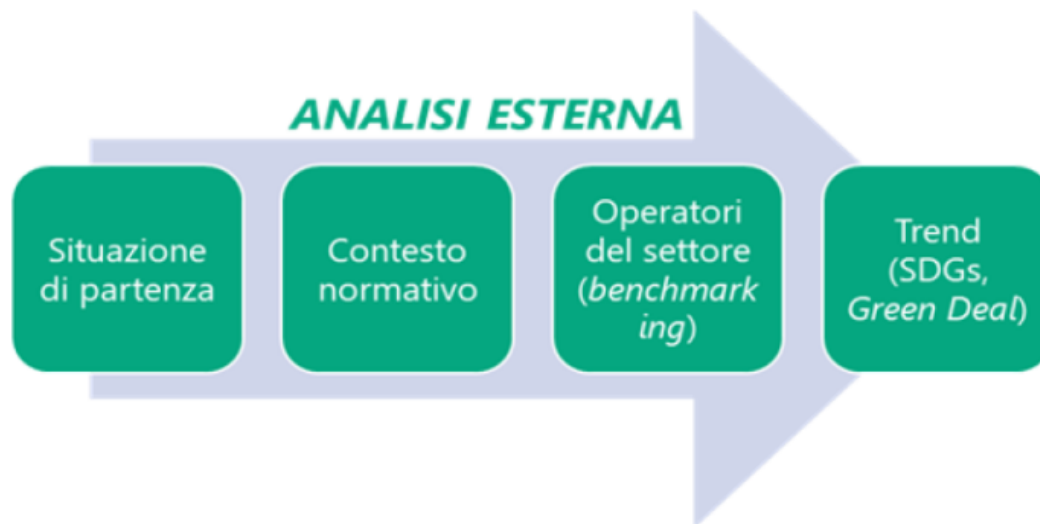 ANALISI ESTERNA
Situazione
di partenza
Contesto
normativo
Operatori
del settore
(benchmark
ing)
Trend
(SDGs,
Green Deal)